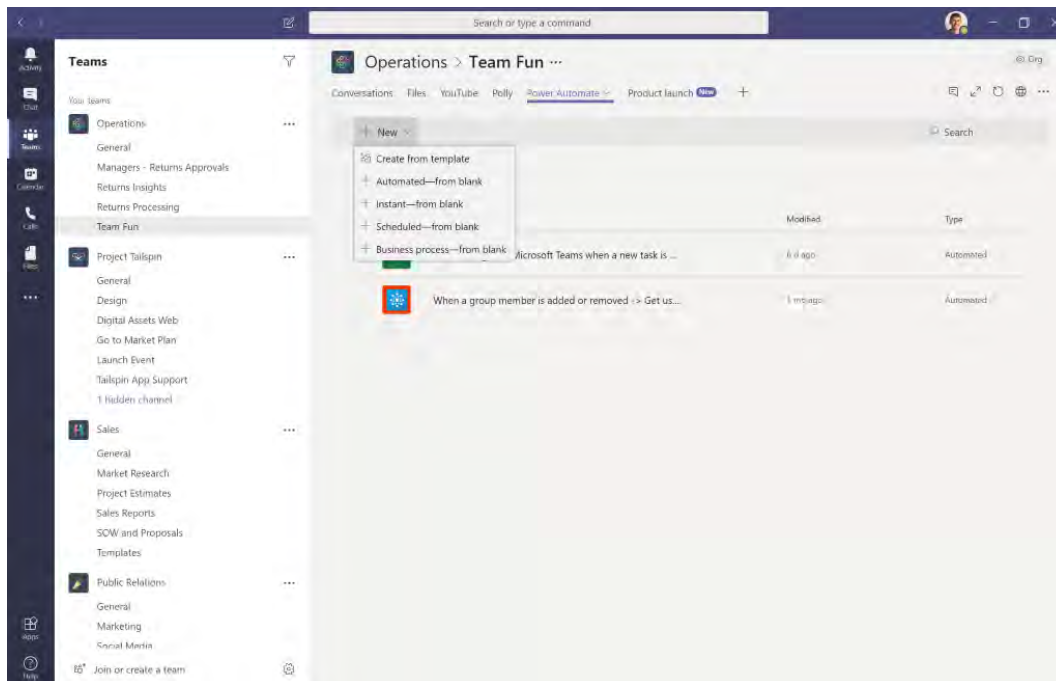 Search or type a command
Activity
Chat
Teams
Calendar
Calls
Files
Apps
Help
Teams
Your teams
Operations
General
Managers - Returns Approvals
Returns Insights
Returns Processing
Team Fun
Project Tailspin
General
Design
Digital Assets Web
Go to Market Plan
Launch Event
Tailspin App Support
1 hidden channel
Sales
General
Market Research
Project Estimates
Sales Reports
SOW and Proposals
Templates
Public Relations
General
Marketing
Social Media
Join or create a team
Operations > Team Fun ...
Org
Conversations Files YouTube Polly Power Automate Product launch New +
+ New
Search
Create from template
+ Automated—from blank
+ Instant—from blank
+ Scheduled—from blank
+ Business process—from blank
Modified Type
Microsoft Teams when a new task is ... 6 d ago Automated
When a group member is added or removed -> Get us... 1 mo ago Automated